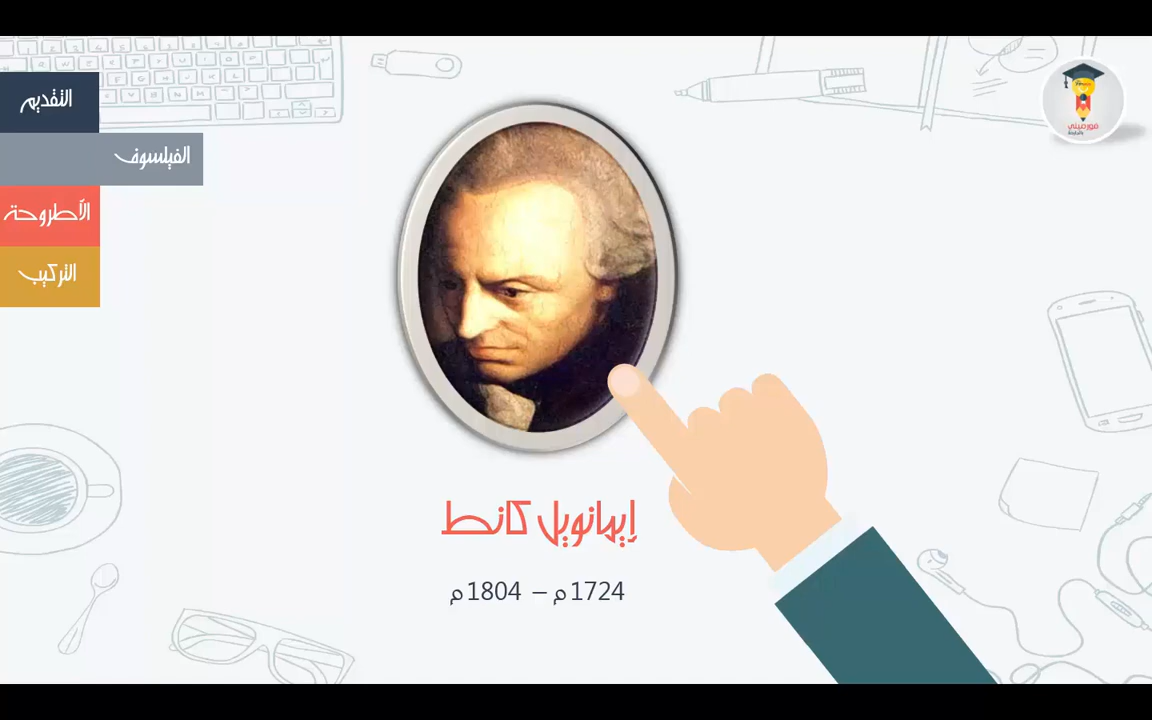 التقديم
الفيلسوف
الأطروحة
التركيب
إيمانويل كانط
1724م – 1804م